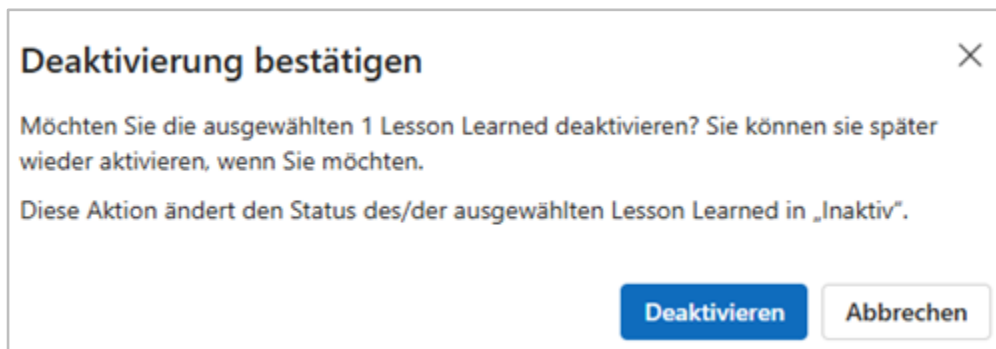 Deaktivierung bestätigen
Möchten Sie die ausgewählten 1 Lesson Learned deaktivieren? Sie können sie später
wieder aktivieren, wenn Sie möchten.
Diese Aktion ändert den Status des/der ausgewählten Lesson Learned in „Inaktiv“.
Deaktivieren Abbrechen